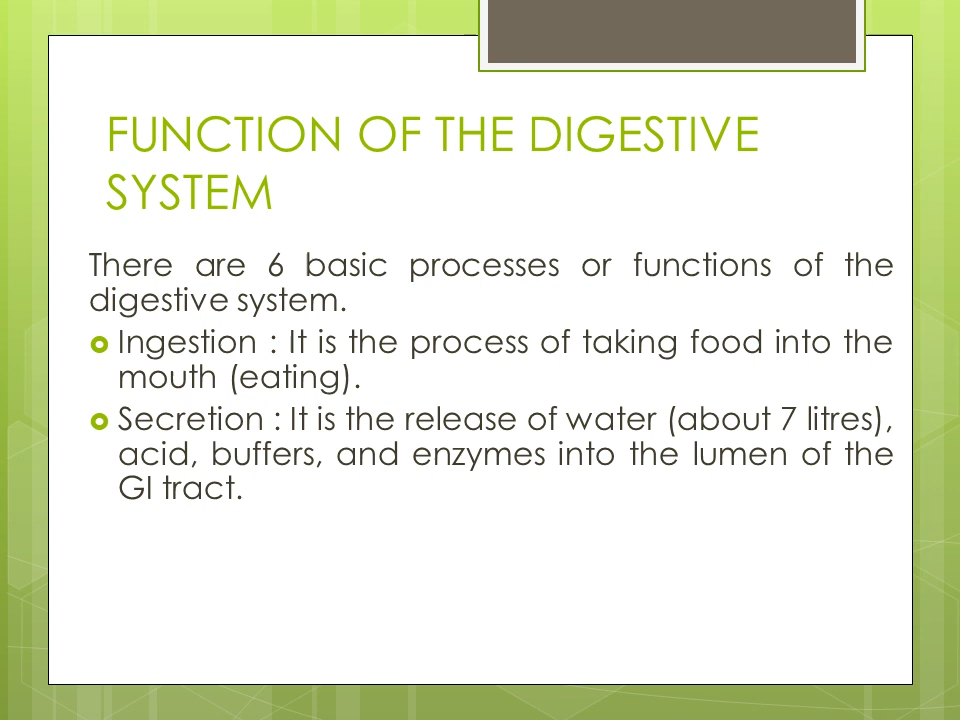 FUNCTION OF THE DIGESTIVE
SYSTEM
There are 6 basic processes or functions of the
digestive system.
Ingestion : It is the process of taking food into the
mouth (eating).
Secretion : It is the release of water (about 7 litres),
acid, buffers, and enzymes into the lumen of the
GI tract.